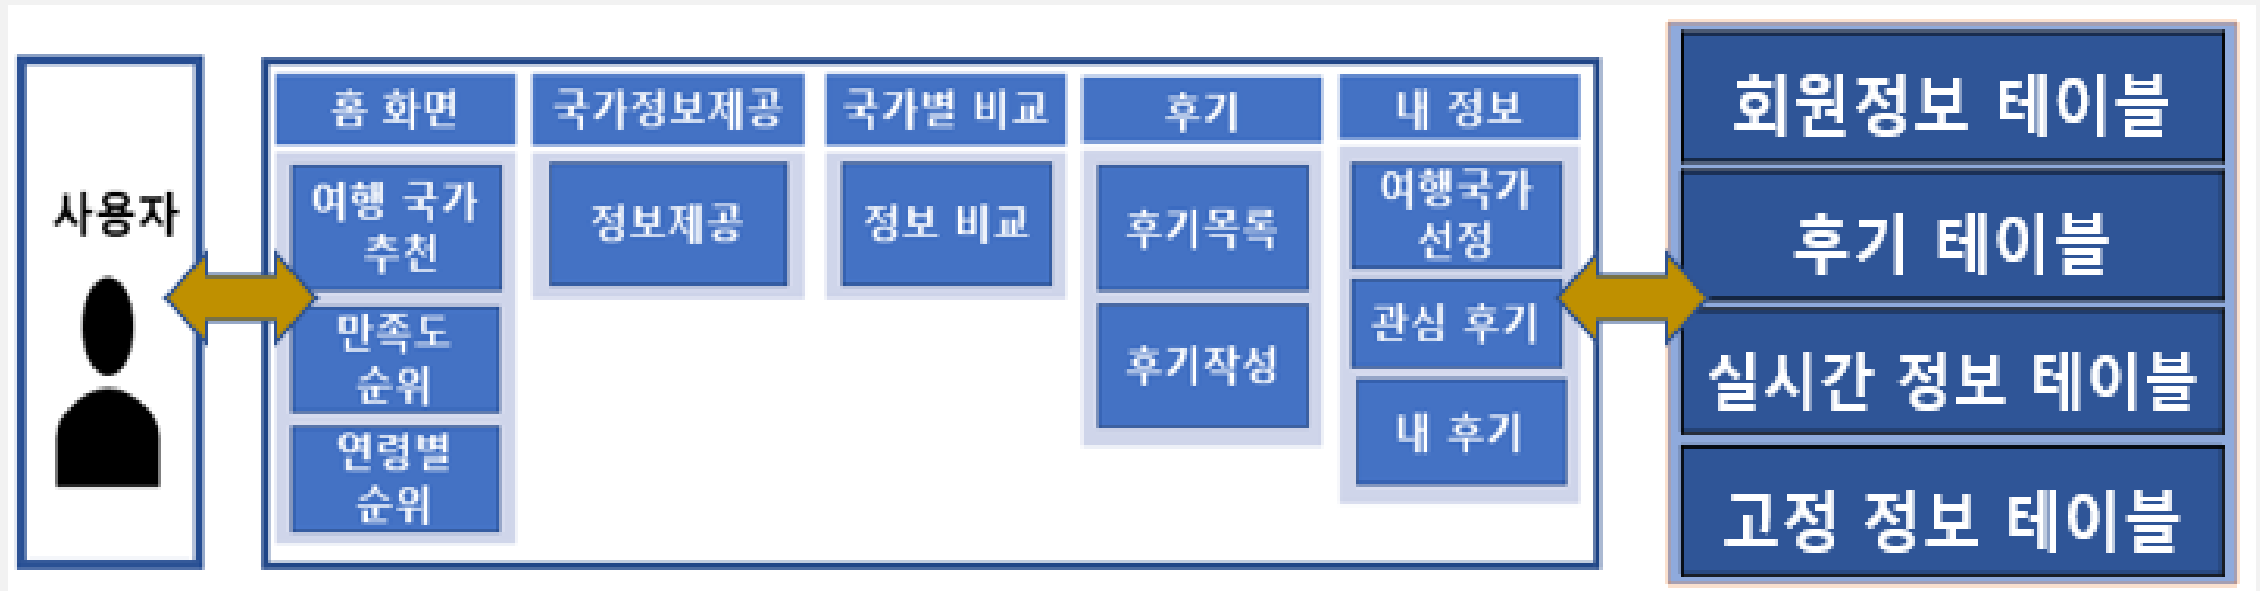 사용자
홈 화면
여행 국가
추천
만족도
순위
연령별
순위
국가정보제공
정보제공
국가별 비교
정보 비교
후기
후기목록
후기작성
내 정보
여행국가
선정
관심 후기
내 후기
회원정보 테이블
후기 테이블
실시간 정보 테이블
고정 정보 테이블